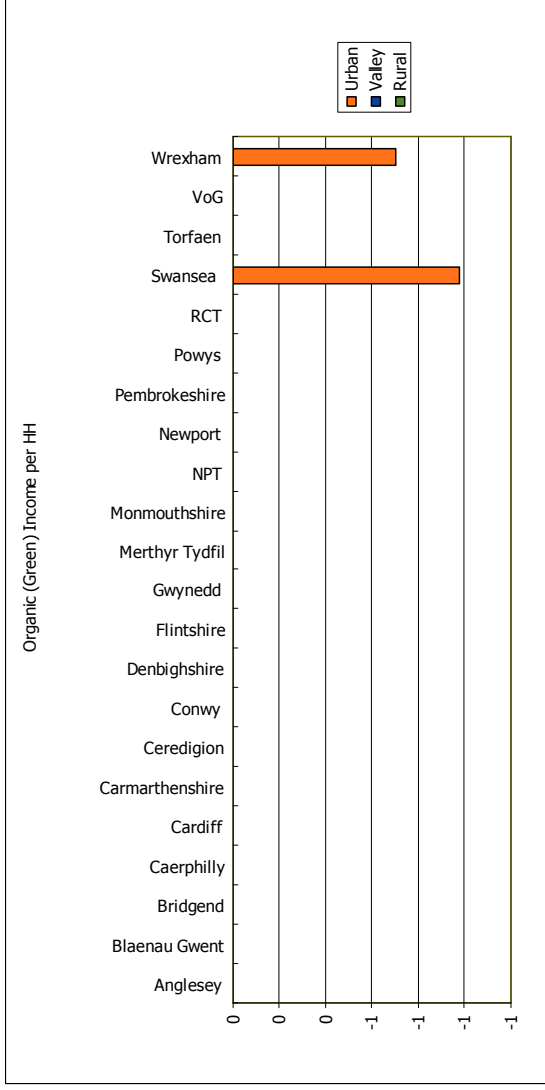 Organic (Green) Income per HH
Wrexham
VoG
Torfaen
Swansea
RCT
Powys
Pembrokeshire
Newport
NPT
Monmouthshire
Merthyr Tydfil
Gwynedd
Flintshire
Denbighshire
Conwy
Ceredigion
Carmarthenshire
Cardiff
Caerphilly
Bridgend
Blaenau Gwent
Anglesey
0
0
0
-1
-1
-1
-1
Urban
Valley
Rural